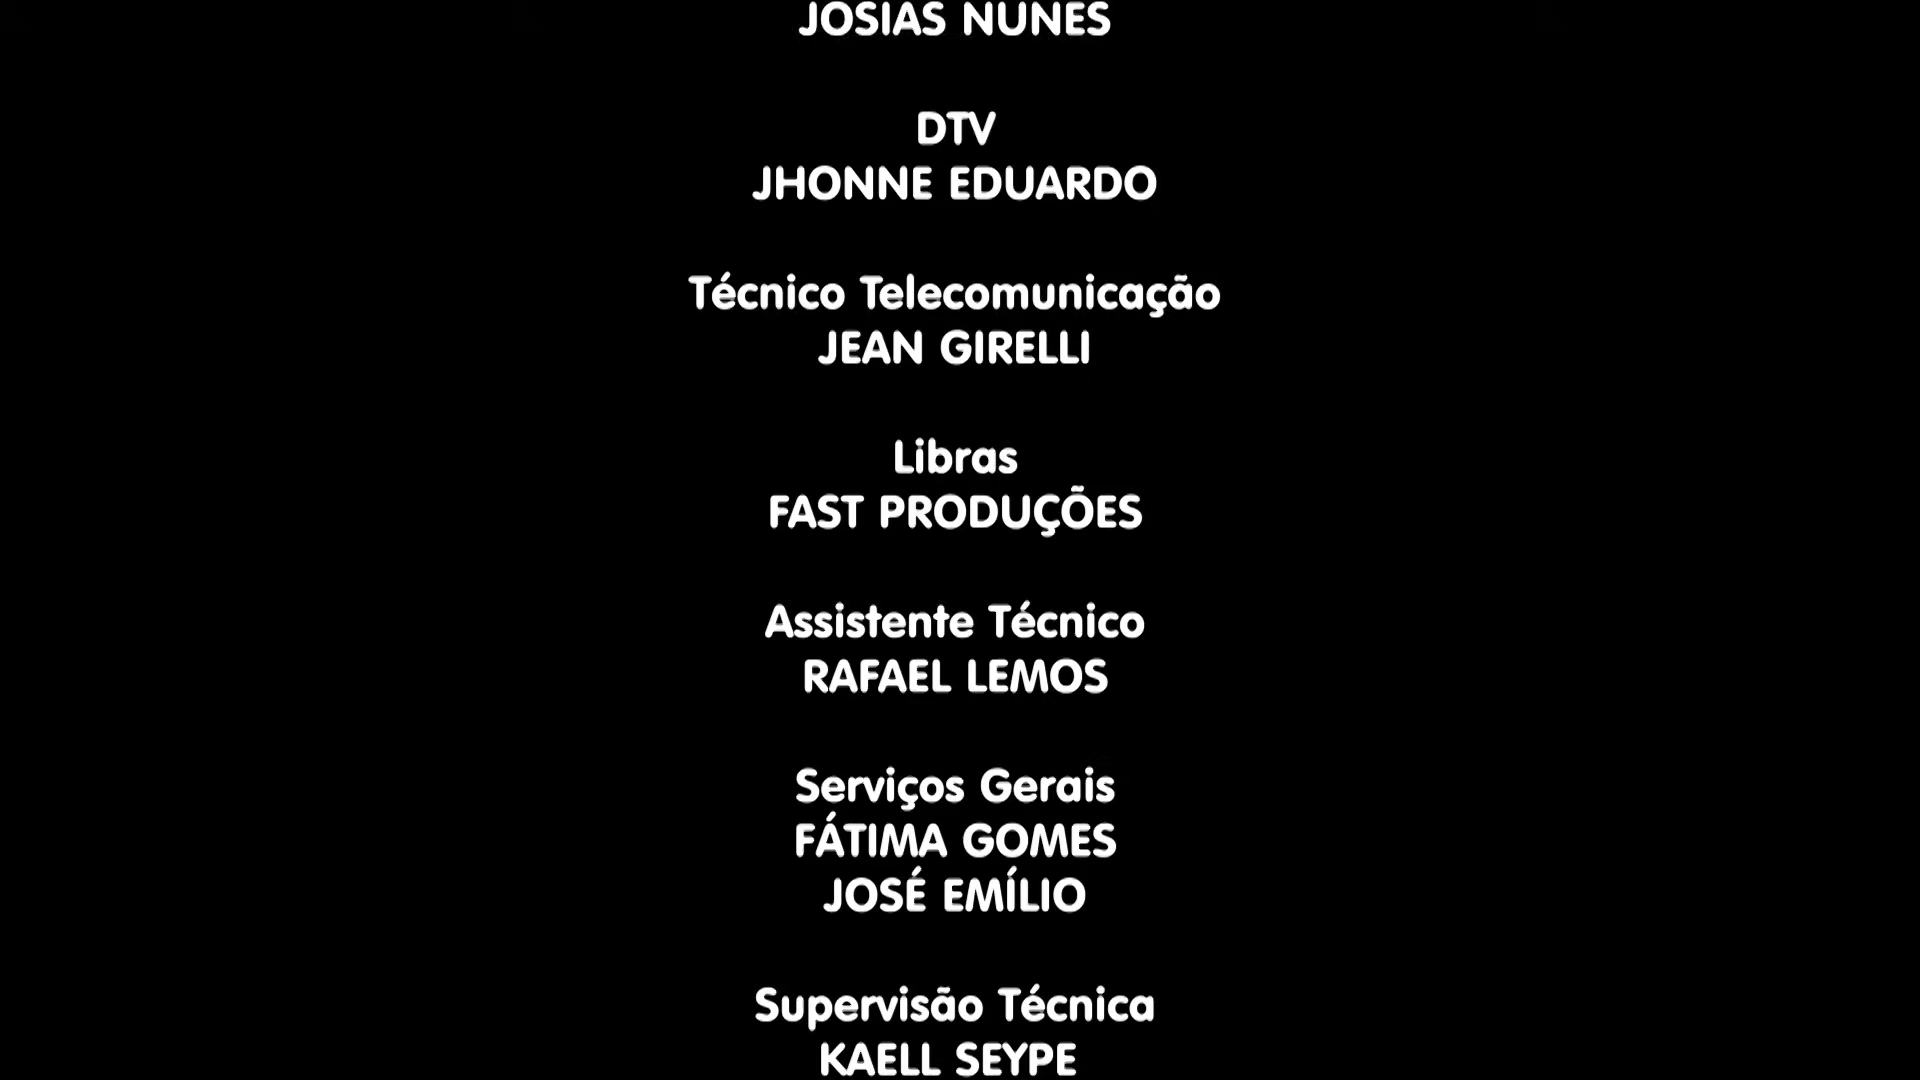 JOSIAS NUNES
DTV
JHONNE EDUARDO
Técnico Telecomunicação
JEAN GIRELLI
Libras
FAST PRODUÇÕES
Assistente Técnico
RAFAEL LEMOS
Serviços Gerais
FÁTIMA GOMES
JOSÉ EMÍLIO
Supervisão Técnica
KAELL SEYPE